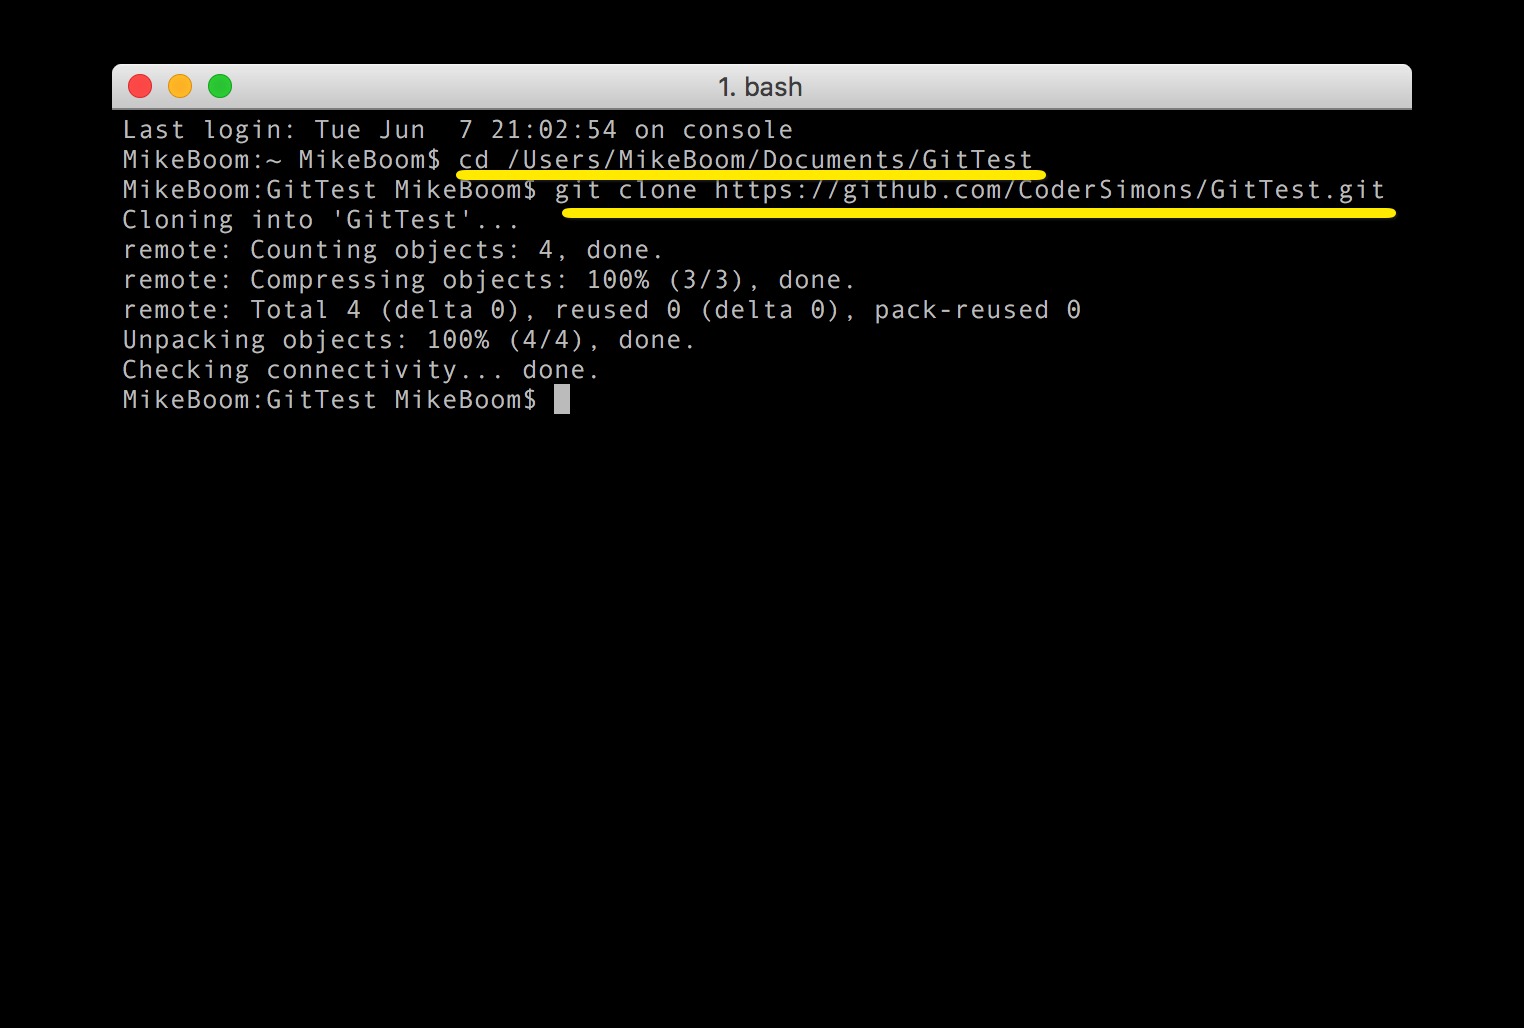 1. bash
Last login: Tue Jun  7 21:02:54 on console
MikeBoom:~ MikeBoom$ cd /Users/MikeBoom/Documents/GitTest
MikeBoom:GitTest MikeBoom$ git clone https://github.com/CoderSimons/GitTest.git
Cloning into 'GitTest'...
remote: Counting objects: 4, done.
remote: Compressing objects: 100% (3/3), done.
remote: Total 4 (delta 0), reused 0 (delta 0), pack-reused 0
Unpacking objects: 100% (4/4), done.
Checking connectivity... done.
MikeBoom:GitTest MikeBoom$